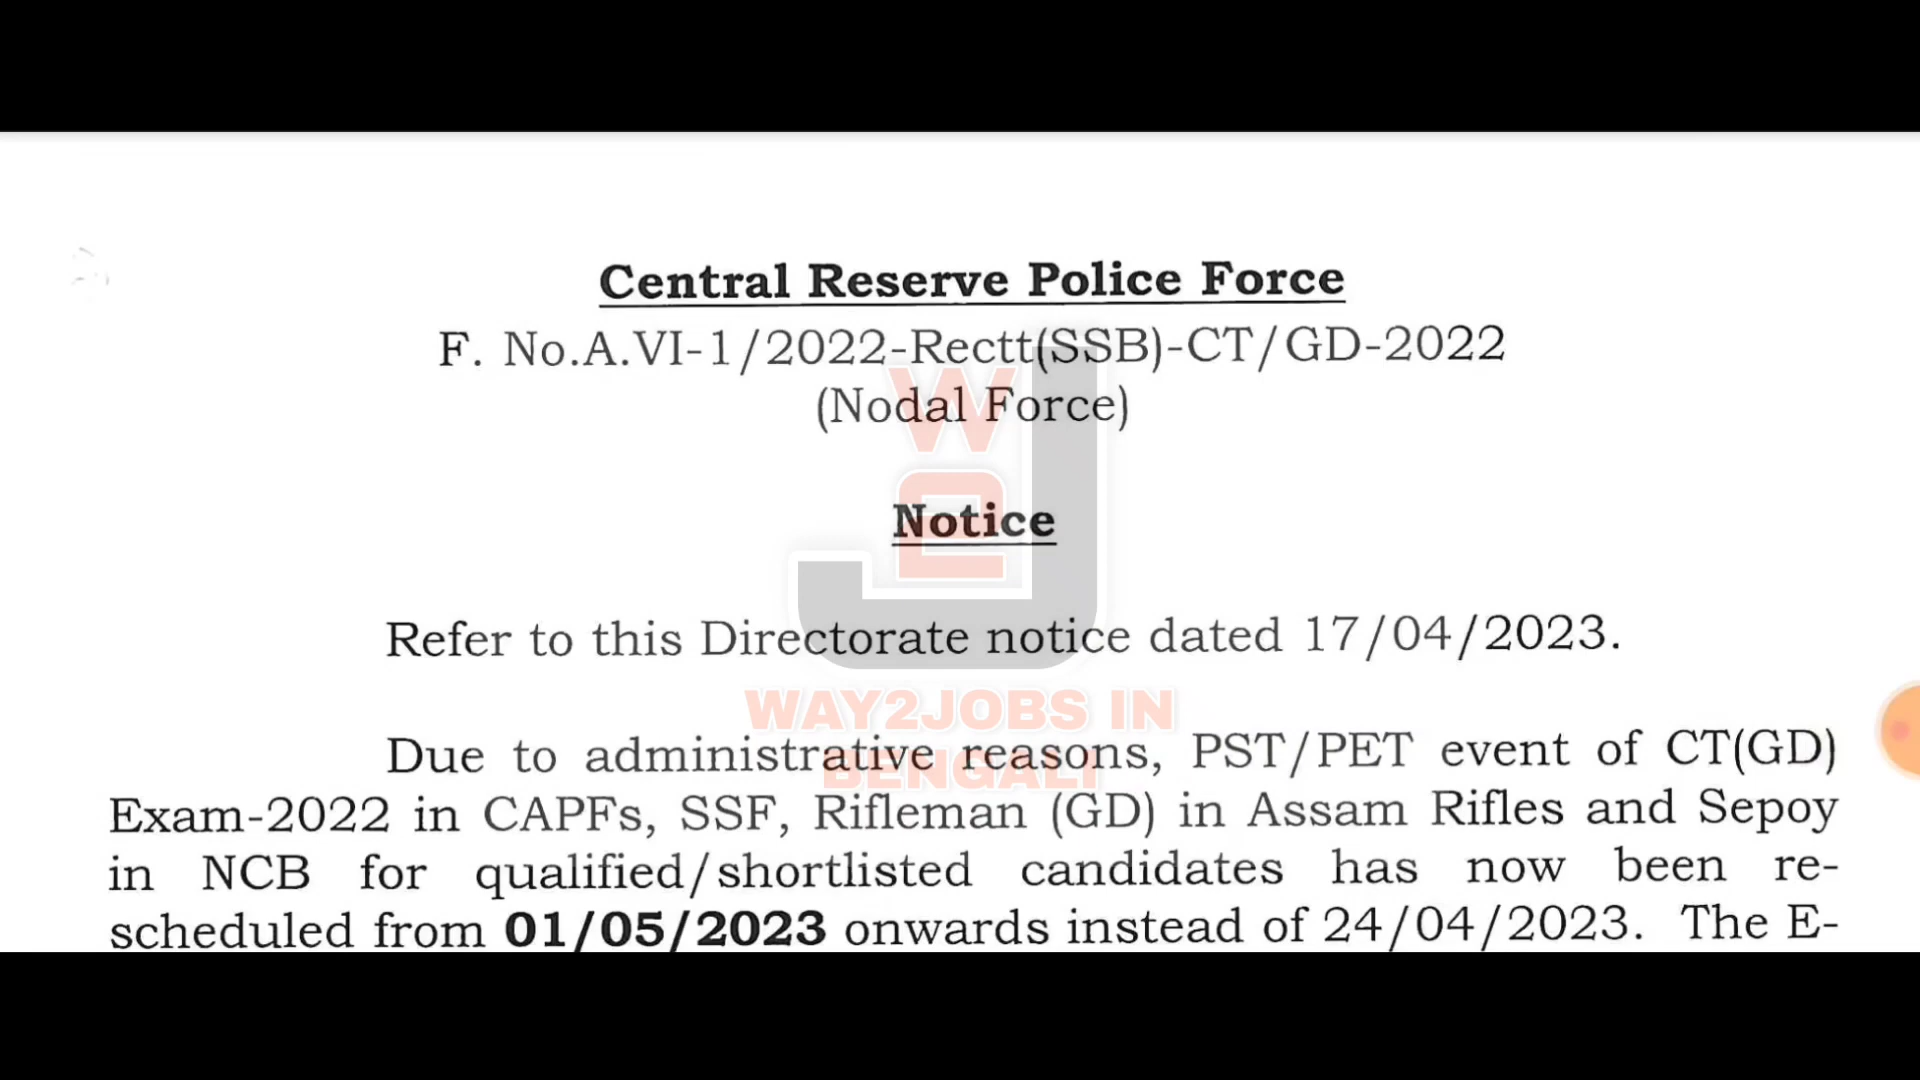 Central Reserve Police Force
F. No.A.VI-1/2022-Rectt(SSB)-CT/GD-2022
(Nodal Force)
Notice
Refer to this Directorate notice dated 17/04/2023.
Due to administrative reasons, PST/PET event of CT(GD)
Exam-2022 in CAPFs, SSF, Rifleman (GD) in Assam Rifles and Sepoy
in NCB for qualified/shortlisted candidates has now been re-
scheduled from 01/05/2023 onwards instead of 24/04/2023. The E-
W
2
J
WAY2JOBS IN
BENGALI